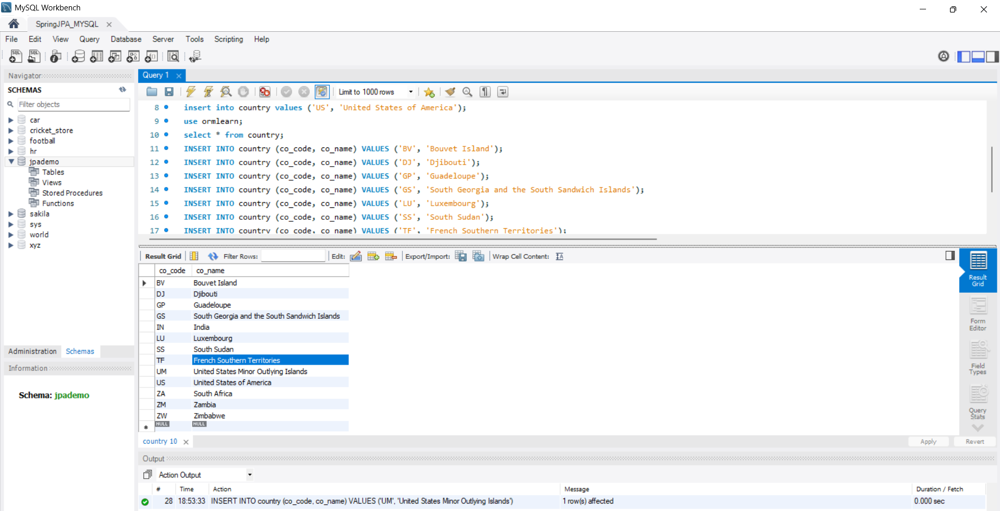 MySQL Workbench
SpringJPA_MYSQL
File Edit View Query Database Server Tools Scripting Help
Navigator
SCHEMAS
Filter objects
car
cricket_store
football
hr
jpademo
Tables
Views
Stored Procedures
Functions
sakila
sys
world
xyz
Administration Schemas
Information
Schema: jpademo
Query 1
Limit to 1000 rows
8 insert into country values ('US', 'United States of America');
9 use ormlearn;
10 select * from country;
11 INSERT INTO country (co_code, co_name) VALUES ('BV', 'Bouvet Island');
12 INSERT INTO country (co_code, co_name) VALUES ('DJ', 'Djibouti');
13 INSERT INTO country (co_code, co_name) VALUES ('GP', 'Guadeloupe');
14 INSERT INTO country (co_code, co_name) VALUES ('GS', 'South Georgia and the South Sandwich Islands');
15 INSERT INTO country (co_code, co_name) VALUES ('LU', 'Luxembourg');
16 INSERT INTO country (co_code, co_name) VALUES ('SS', 'South Sudan');
17 INSERT INTO country (co_code, co_name) VALUES ('TF', 'French Southern Territories');
Result Grid Filter Rows: Edit: Export/Import: Wrap Cell Content:
co_code co_name
BV Bouvet Island
DJ Djibouti
GP Guadeloupe
GS South Georgia and the South Sandwich Islands
IN India
LU Luxembourg
SS South Sudan
TF French Southern Territories
UM United States Minor Outlying Islands
US United States of America
ZA South Africa
ZM Zambia
ZW Zimbabwe
NULL NULL
Result
Grid
Form
Editor
Field
Types
Query
Stats
country 10
Apply Revert
Output
Action Output
# Time Action Message Duration / Fetch
28 18:53:33 INSERT INTO country (co_code, co_name) VALUES ('UM', 'United States Minor Outlying Islands') 1 row(s) affected 0.000 sec